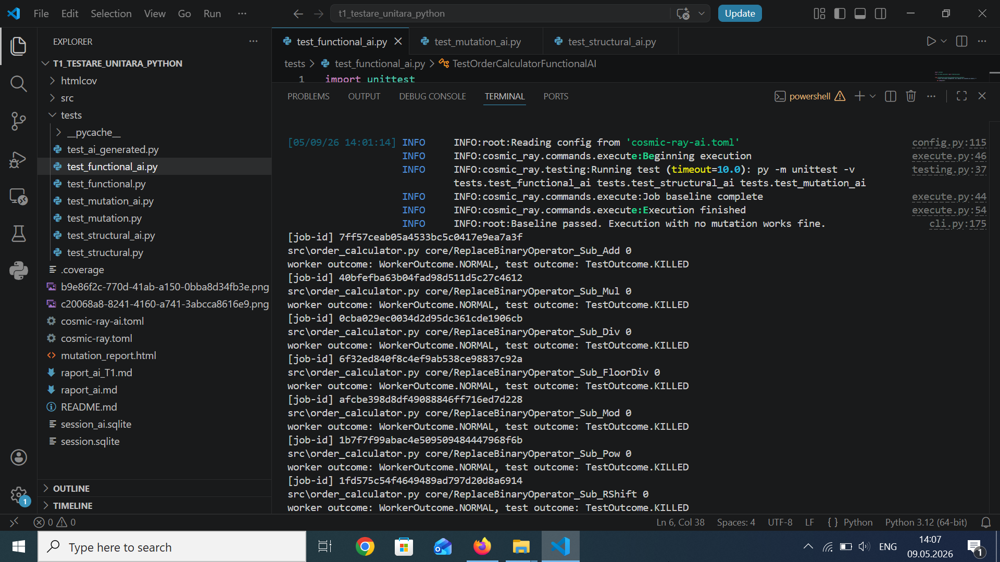 File Edit Selection View Go Run ···
t1_testare_unitara_python
Update
EXPLORER
T1_TESTARE_UNITARA_PYTHON
htmlcov
src
tests
__pycache__
test_ai_generated.py
test_functional_ai.py
test_functional.py
test_mutation_ai.py
test_mutation.py
test_structural_ai.py
test_structural.py
.coverage
b9e86f2c-770d-41ab-a150-0bba8d34fb3e.png
c20068a8-8241-4160-a741-3abcca8616e9.png
cosmic-ray-ai.toml
cosmic-ray.toml
mutation_report.html
raport_ai_T1.md
raport_ai.md
README.md
session_ai.sqlite
session.sqlite
OUTLINE
TIMELINE
1
test_functional_ai.py test_mutation_ai.py test_structural_ai.py
tests > test_functional_ai.py > TestOrderCalculatorFunctionalAI
1 import unittest
PROBLEMS OUTPUT DEBUG CONSOLE TERMINAL PORTS
powershell
[05/09/26 14:01:14] INFO INFO:root:Reading config from 'cosmic-ray-ai.toml' config.py:115
INFO INFO:cosmic_ray.commands.execute:Beginning execution execute.py:46
INFO INFO:cosmic_ray.testing:Running test (timeout=10.0): py -m unittest -v testing.py:37
tests.test_functional_ai tests.test_structural_ai tests.test_mutation_ai
INFO INFO:cosmic_ray.commands.execute:Job baseline complete execute.py:44
INFO INFO:cosmic_ray.commands.execute:Execution finished execute.py:54
INFO INFO:root:Baseline passed. Execution with no mutation works fine. cli.py:175
[job-id] 7ff57ceab05a4533bc5c0417e9ea7a3f
src\order_calculator.py core/ReplaceBinaryOperator_Sub_Add 0
worker outcome: WorkerOutcome.NORMAL, test outcome: TestOutcome.KILLED
[job-id] 40bfefba63b04fad98d511d5c27c4612
src\order_calculator.py core/ReplaceBinaryOperator_Sub_Mul 0
worker outcome: WorkerOutcome.NORMAL, test outcome: TestOutcome.KILLED
[job-id] 0cba029ec0034d2d95dc361cde1906cb
src\order_calculator.py core/ReplaceBinaryOperator_Sub_Div 0
worker outcome: WorkerOutcome.NORMAL, test outcome: TestOutcome.KILLED
[job-id] 6f32ed840f8c4ef9ab538ce98837c92a
src\order_calculator.py core/ReplaceBinaryOperator_Sub_FloorDiv 0
worker outcome: WorkerOutcome.NORMAL, test outcome: TestOutcome.KILLED
[job-id] afcbe398d8df49088846ff716ed7d228
src\order_calculator.py core/ReplaceBinaryOperator_Sub_Mod 0
worker outcome: WorkerOutcome.NORMAL, test outcome: TestOutcome.KILLED
[job-id] 1b7f7f99abac4e509509484447968f6b
src\order_calculator.py core/ReplaceBinaryOperator_Sub_Pow 0
worker outcome: WorkerOutcome.NORMAL, test outcome: TestOutcome.KILLED
[job-id] 1fd575c54f4649489ad797d20d8a6914
src\order_calculator.py core/ReplaceBinaryOperator_Sub_RShift 0
worker outcome: WorkerOutcome.NORMAL, test outcome: TestOutcome.KILLED
0 0 Ln 6, Col 38 Spaces: 4 UTF-8 LF { } Python Python 3.12 (64-bit)
Type here to search
ENG
14:07
09.05.2026
1